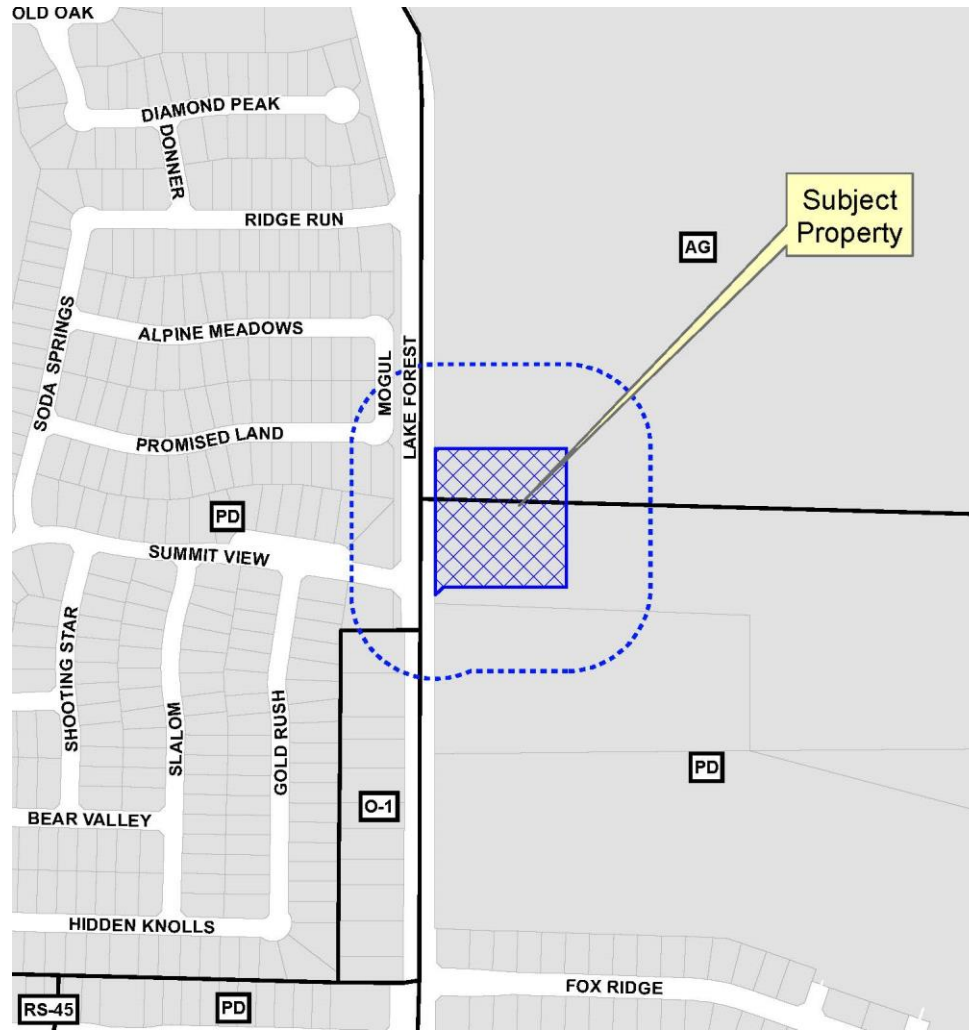 OLD OAK
DIAMOND PEAK
DONNER
RIDGE RUN
Subject
Property
AG
SODA SPRINGS
ALPINE MEADOWS
MOGUL
LAKE FOREST
PROMISED LAND
PD
SUMMIT VIEW
SHOOTING STAR
SLALOM
GOLD RUSH
PD
O-1
BEAR VALLEY
HIDDEN KNOLLS
FOX RIDGE
RS-45
PD